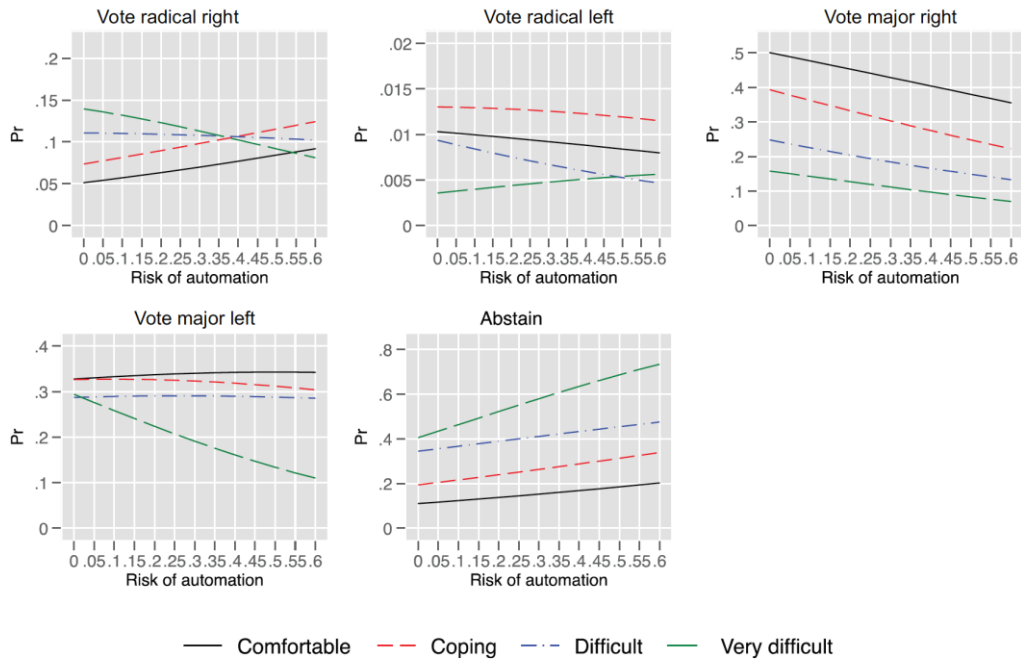 Vote radical right
Vote radical left
Vote major right
.2
.15
.1
.05
0
Pr
0 .05 .1 .15 .2 .25 .3 .35 .4 .45 .5 .55 .6
Risk of automation
.02
.015
.01
.005
0
Pr
0 .05 .1 .15 .2 .25 .3 .35 .4 .45 .5 .55 .6
Risk of automation
.5
.4
.3
.2
.1
0
Pr
0 .05 .1 .15 .2 .25 .3 .35 .4 .45 .5 .55 .6
Risk of automation
Vote major left
Abstain
.4
.3
.2
.1
0
Pr
0 .05 .1 .15 .2 .25 .3 .35 .4 .45 .5 .55 .6
Risk of automation
.8
.6
.4
.2
0
Pr
0 .05 .1 .15 .2 .25 .3 .35 .4 .45 .5 .55 .6
Risk of automation
Comfortable Coping Difficult Very difficult